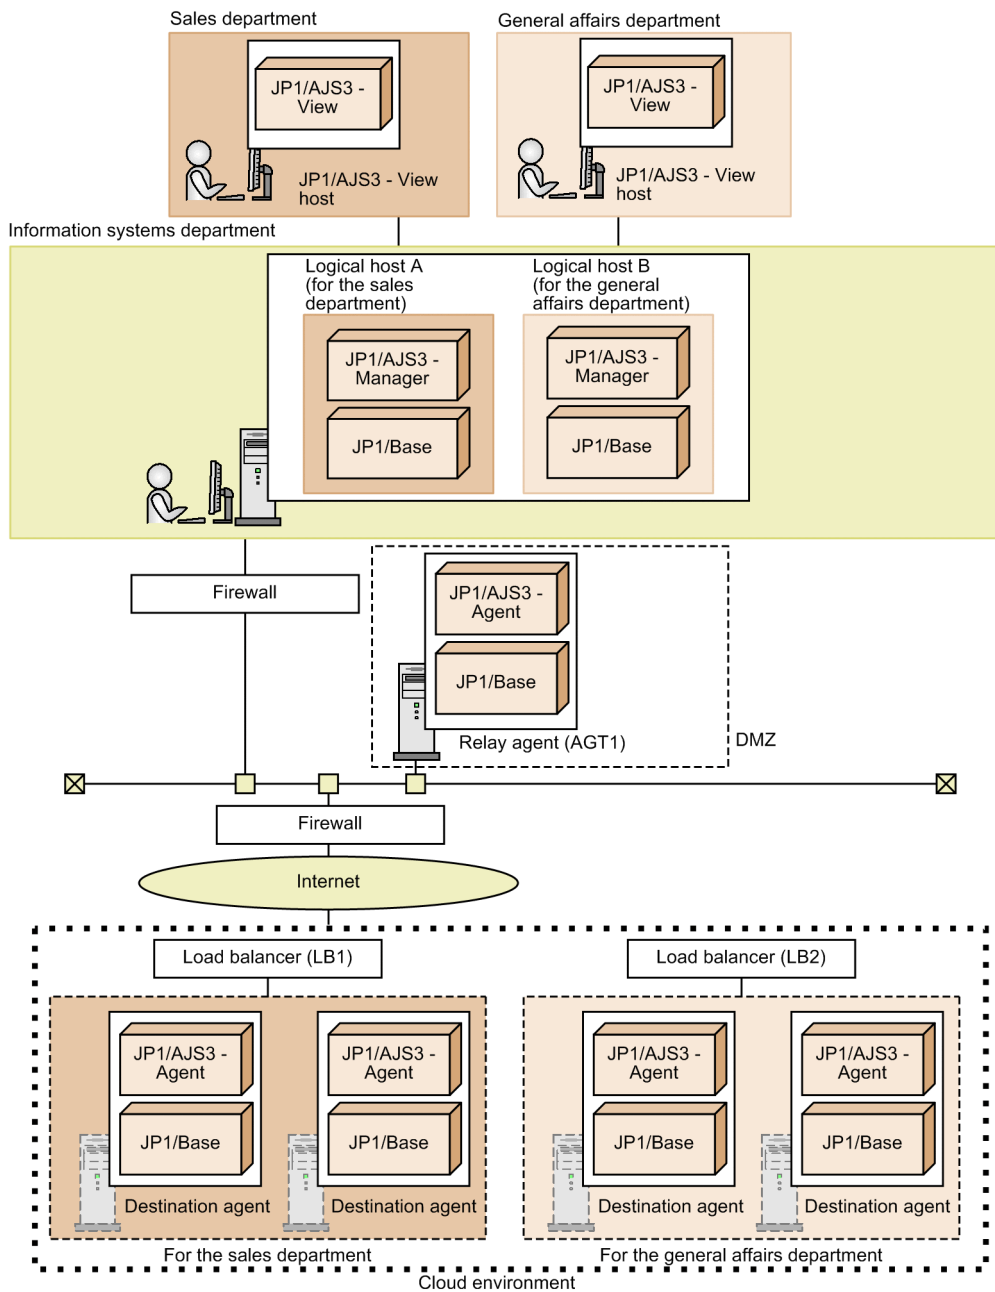 Sales department
General affairs department
JP1/AJS3 -
View
JP1/AJS3 -
View
JP1/AJS3 - View
host
JP1/AJS3 - View
host
Information systems department
Logical host A
(for the sales
department)
Logical host B
(for the general
affairs department)
JP1/AJS3 -
Manager
JP1/AJS3 -
Manager
JP1/Base
JP1/Base
Firewall
JP1/AJS3 -
Agent
JP1/Base
Relay agent (AGT1)
DMZ
Firewall
Internet
Load balancer (LB1)
Load balancer (LB2)
JP1/AJS3 -
Agent
JP1/AJS3 -
Agent
JP1/AJS3 -
Agent
JP1/AJS3 -
Agent
JP1/Base
JP1/Base
JP1/Base
JP1/Base
Destination agent
Destination agent
Destination agent
Destination agent
For the sales department
For the general affairs department
Cloud environment